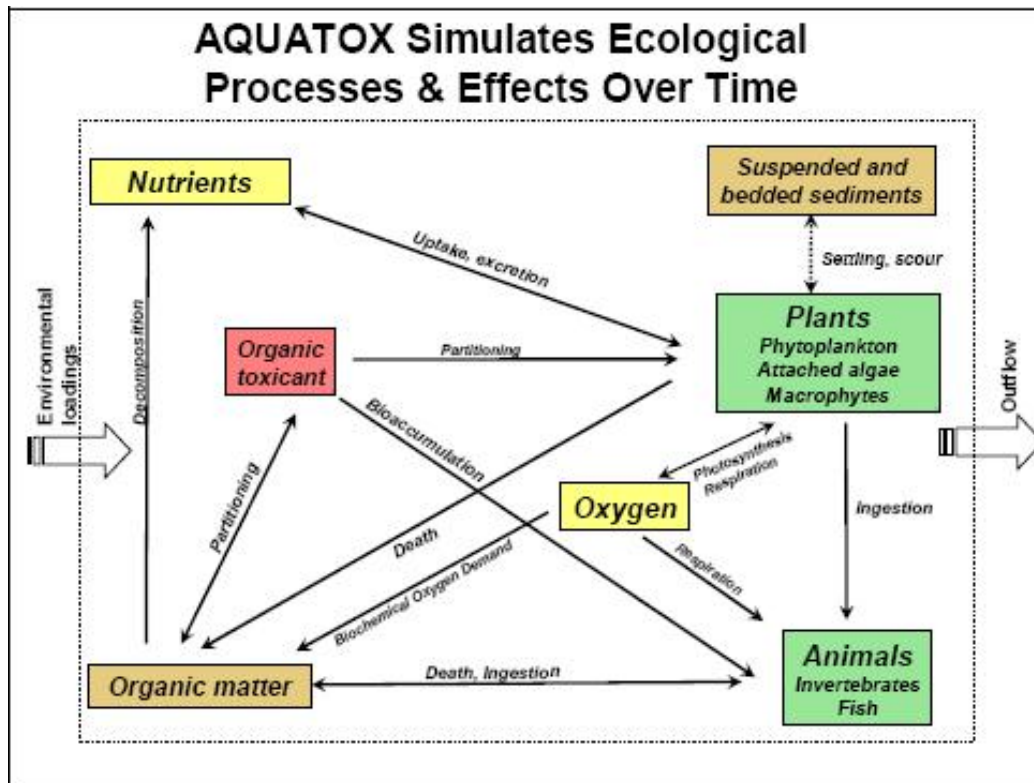 AQUATOX Simulates Ecological
Processes & Effects Over Time
Nutrients
Suspended and
bedded sediments
Uptake, excretion
Settling, scour
Environmental
loadings
Decomposition
Organic
toxicant
Partitioning
Plants
Phytoplankton
Attached algae
Macrophytes
Outflow
Bioaccumulation
Partitioning
Photosynthesis
Respiration
Oxygen
Ingestion
Death
Biochemical Oxygen Demand
Respiration
Organic matter
Death, Ingestion
Animals
Invertebrates
Fish